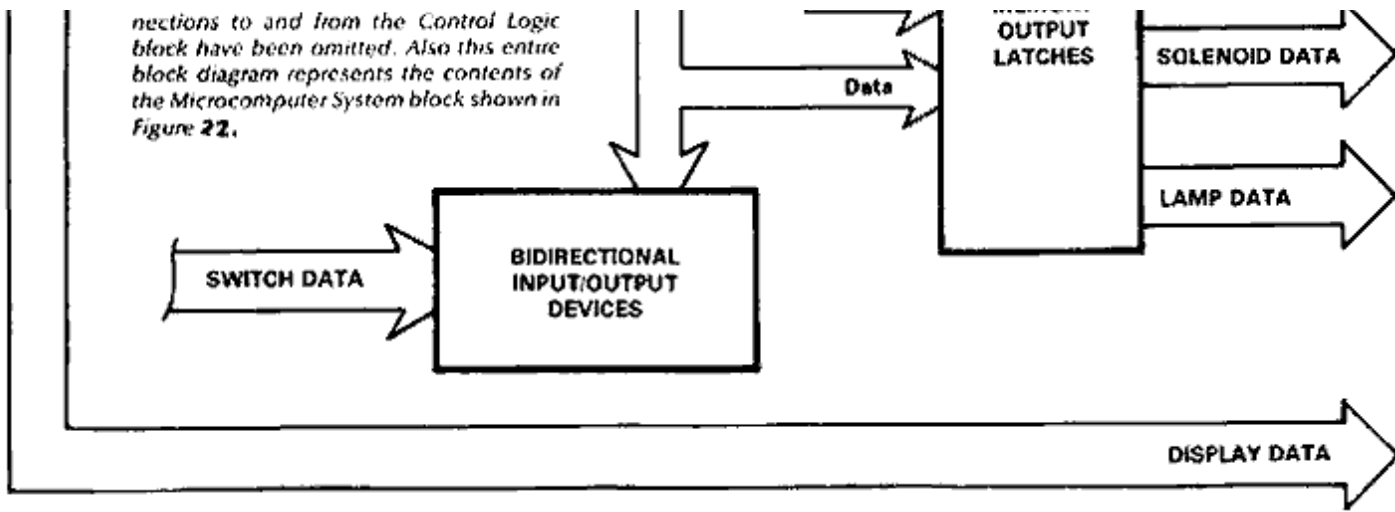 nections to and from the Control Logic
block have been omitted. Also this entire
block diagram represents the contents of
the Microcomputer System block shown in
Figure 22.
OUTPUT
LATCHES
SOLENOID DATA
Data
LAMP DATA
BIDIRECTIONAL
INPUT/OUTPUT
DEVICES
SWITCH DATA
DISPLAY DATA